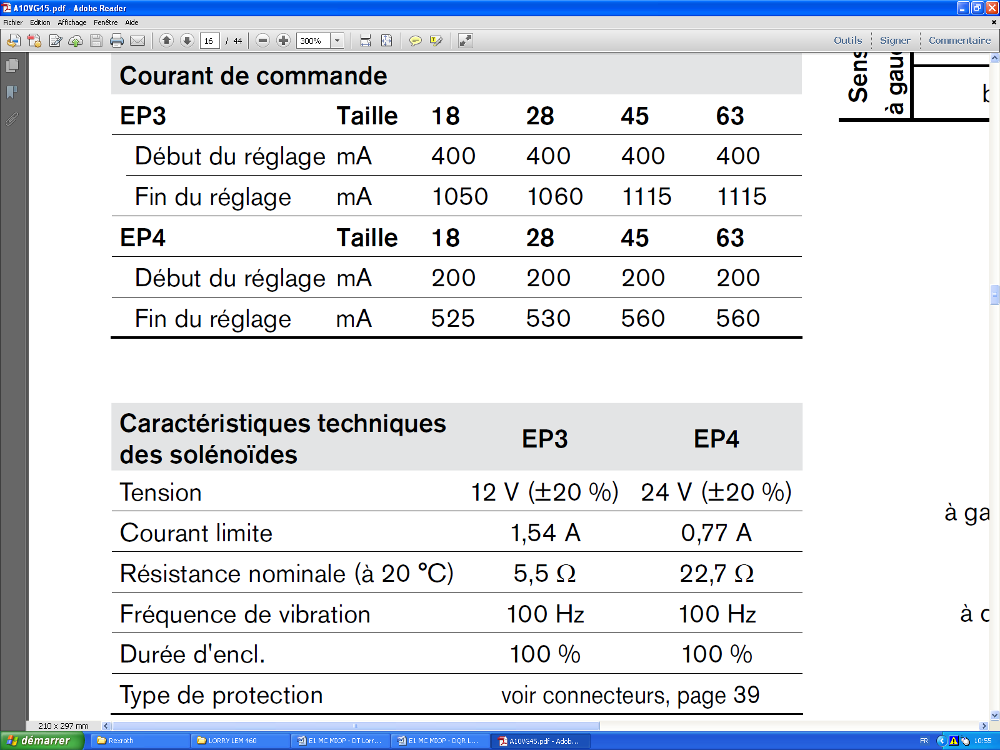 A10VG45.pdf - Adobe Reader
Fichier Edition Affichage Fenêtre Aide
16 / 44 300% Outils Signer Commentaire
Courant de commande
EP3 Taille 18 28 45 63
Début du réglage mA 400 400 400 400
Fin du réglage mA 1050 1060 1115 1115
EP4 Taille 18 28 45 63
Début du réglage mA 200 200 200 200
Fin du réglage mA 525 530 560 560
Caractéristiques techniques
des solénoïdes EP3 EP4
Tension 12 V (±20 %) 24 V (±20 %)
Courant limite 1,54 A 0,77 A
Résistance nominale (à 20 °C) 5,5 Ω 22,7 Ω
Fréquence de vibration 100 Hz 100 Hz
Durée d'encl. 100 % 100 %
Type de protection voir connecteurs, page 39
Sens
à gau
à ga
à
210 x 297 mm
démarrer Rexroth LORRY LEM 460 E1 MC MIOP - DT Lorr... E1 MC MIOP - DQR L... A10VG45.pdf - Adob... FR 10:55